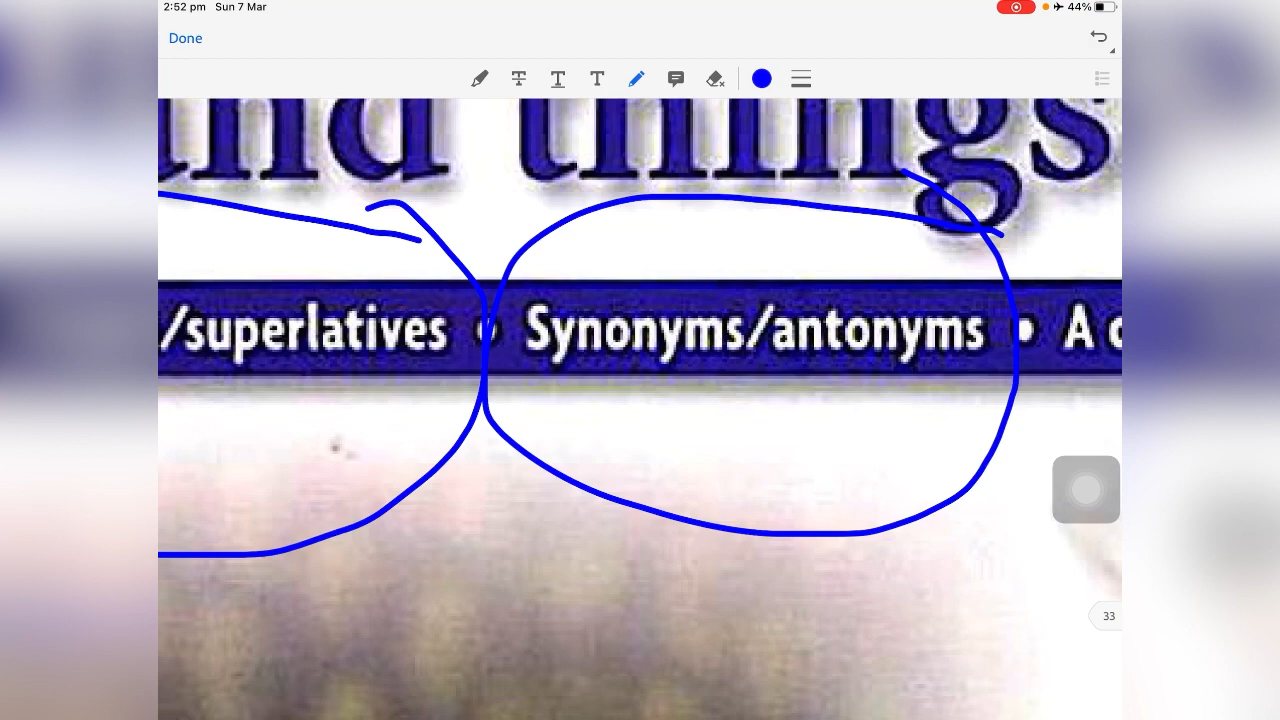 2:52 pm Sun 7 Mar 44%
Done
and things
/superlatives • Synonyms/antonyms • A
33